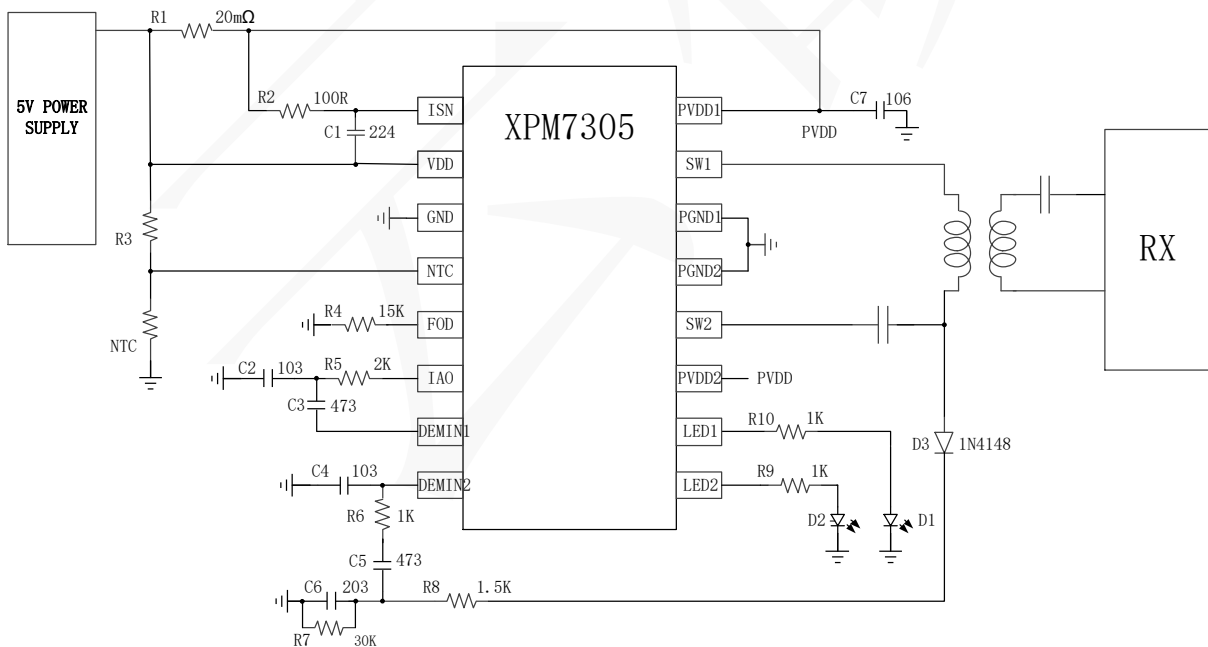 R1
20mΩ
5V POWER
SUPPLY
R2
100R
C1
224
ISN
VDD
GND
NTC
FOD
IAO
DEMIN1
DEMIN2
XPM7305
PVDD1
SW1
PGND1
PGND2
SW2
PVDD2
LED1
LED2
C7
106
PVDD
RX
R3
NTC
R4
15K
C2
103
R5
2K
C3
473
PVDD
R10
1K
D3
1N4148
C4
103
R9
1K
R6
1K
D2
D1
C5
473
C6
203
R8
1.5K
R7
30K